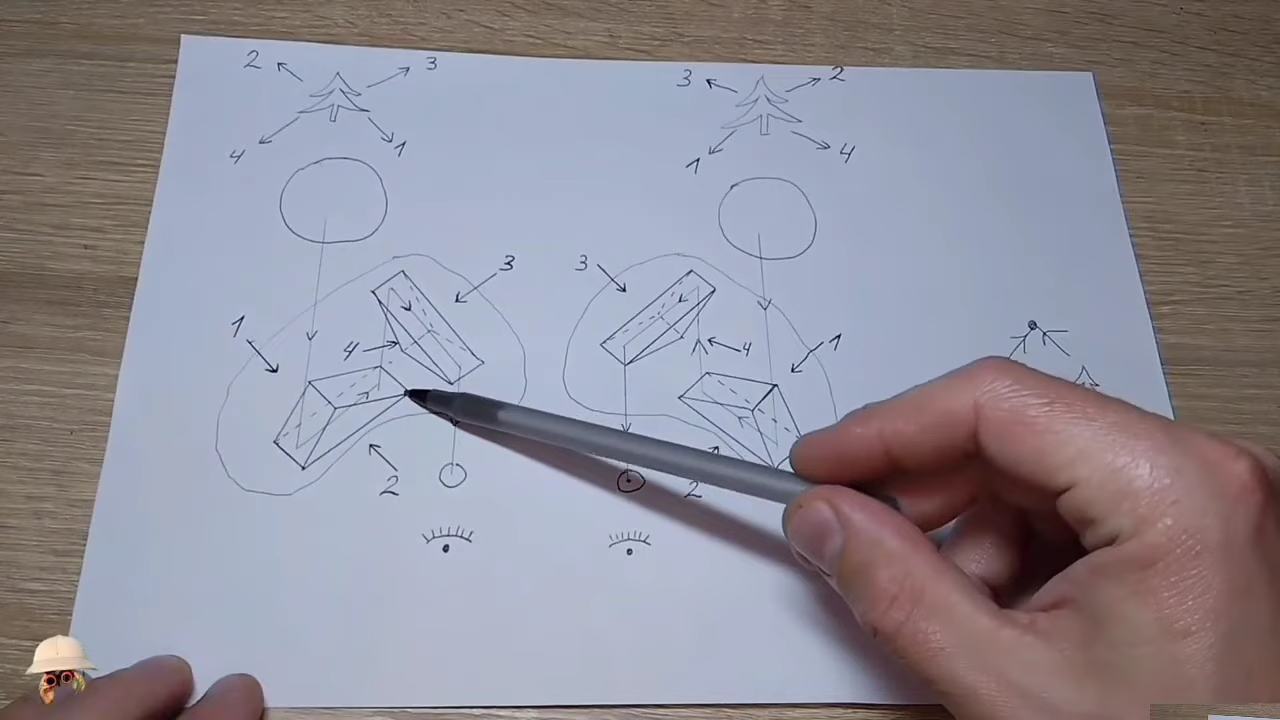 2 3 3 2
4 1 1 4
3 3
1 4 4 1
2 2